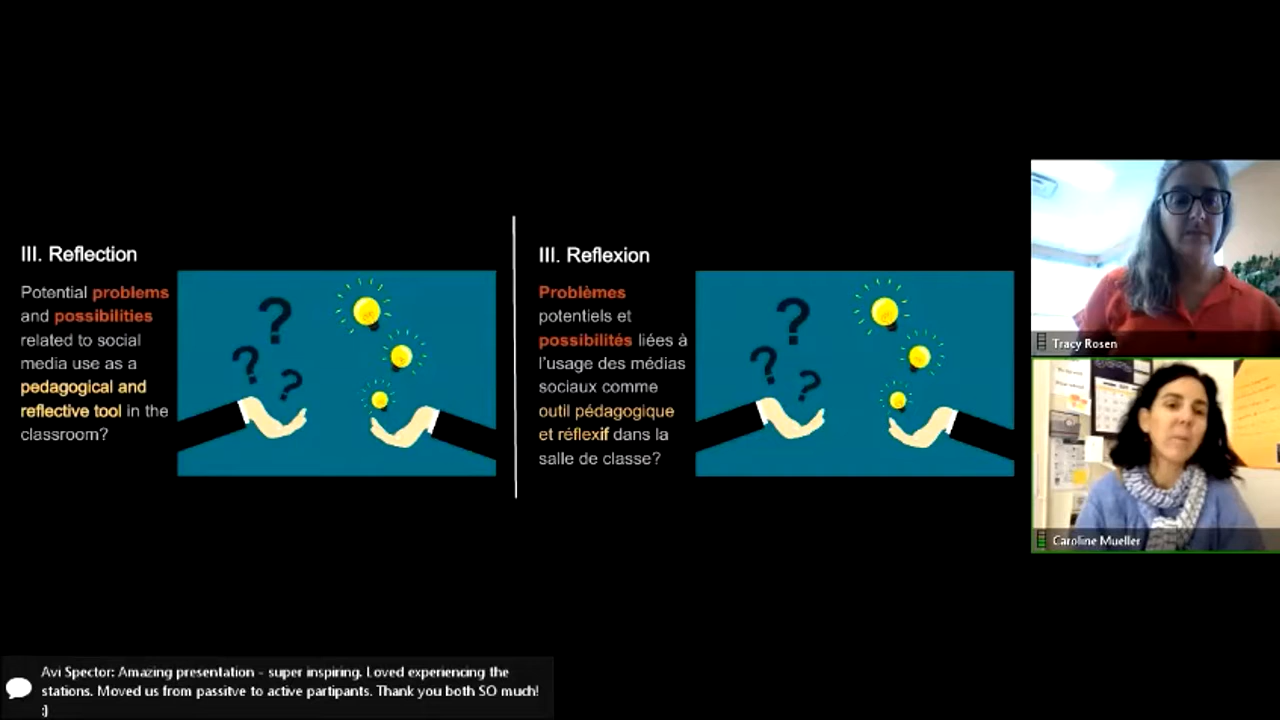 III. Reflection
Potential problems
and possibilities
related to social
media use as a
pedagogical and
reflective tool in the
classroom?
III. Reflexion
Problèmes
potentiels et
possibilités liées à
l'usage des médias
sociaux comme
outil pédagogique
et réflexif dans la
salle de classe?
Tracy Rosen
Caroline Mueller
Avi Spector: Amazing presentation - super inspiring. Loved experiencing the
stations. Moved us from passitve to active partipants. Thank you both SO much!
:)